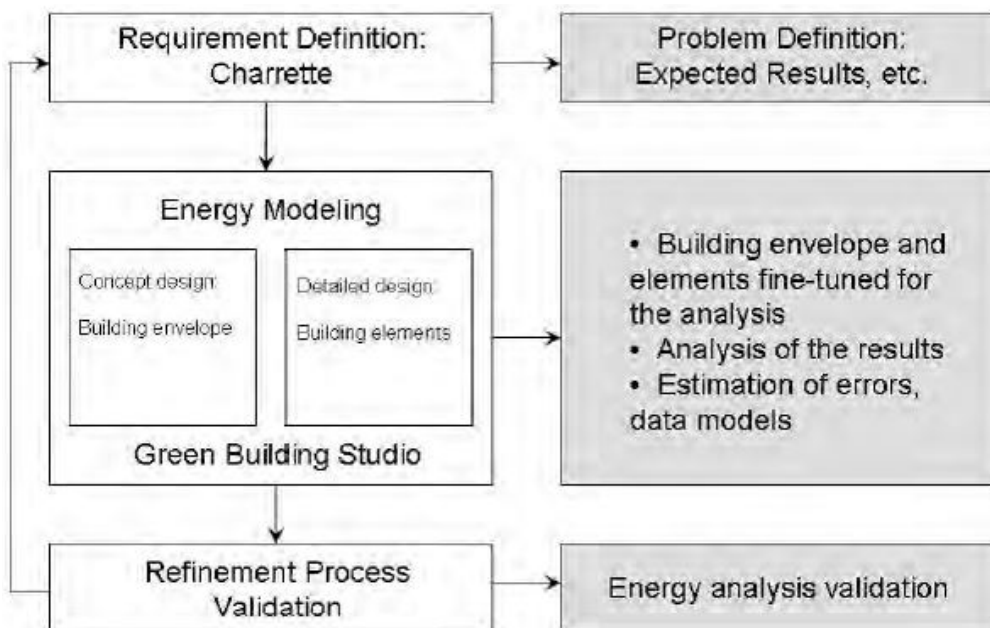 Requirement Definition:
Charrette
Problem Definition:
Expected Results, etc.
Energy Modeling
Concept design:
Building envelope
Detailed design:
Building elements
Green Building Studio
• Building envelope and
elements fine-tuned for
the analysis
• Analysis of the results
• Estimation of errors,
data models
Refinement Process
Validation
Energy analysis validation